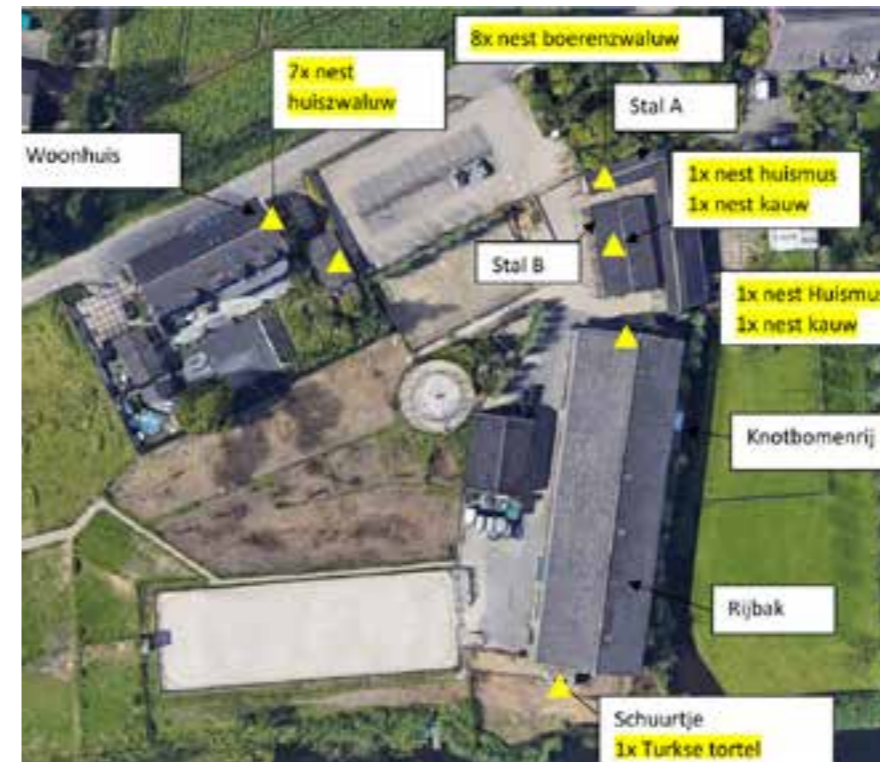 8x nest boerenzwaluw
7x nest
huiszwaluw
Stal A
Woonhuis
1x nest huismus
1x nest kauw
Stal B
1x nest Huismus
1x nest kauw
Knotbomenrij
Rijbak
Schuurtje
1x Turkse tortel